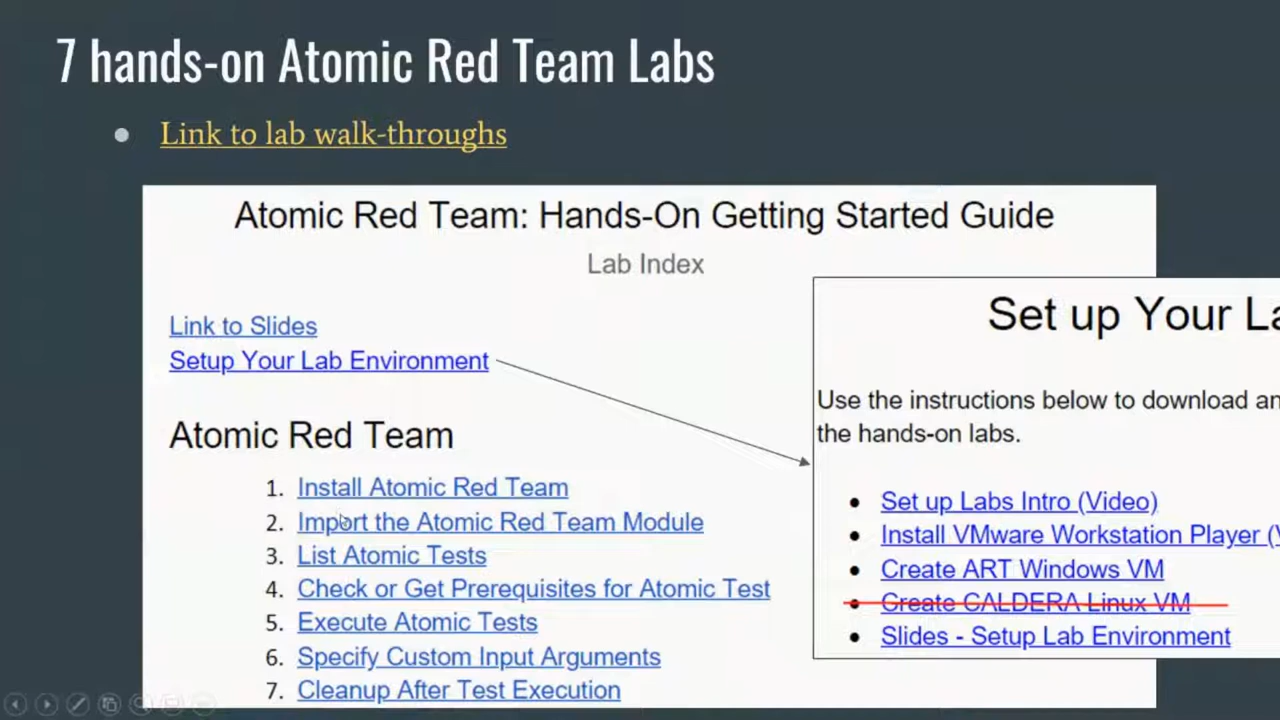 7 hands-on Atomic Red Team Labs
● Link to lab walk-throughs
Atomic Red Team: Hands-On Getting Started Guide
Lab Index
Link to Slides
Setup Your Lab Environment
Atomic Red Team
1. Install Atomic Red Team
2. Import the Atomic Red Team Module
3. List Atomic Tests
4. Check or Get Prerequisites for Atomic Test
5. Execute Atomic Tests
6. Specify Custom Input Arguments
7. Cleanup After Test Execution
Set up Your La
Use the instructions below to download an
the hands-on labs.
● Set up Labs Intro (Video)
● Install VMware Workstation Player (V
● Create ART Windows VM
● Create CALDERA Linux VM
● Slides - Setup Lab Environment